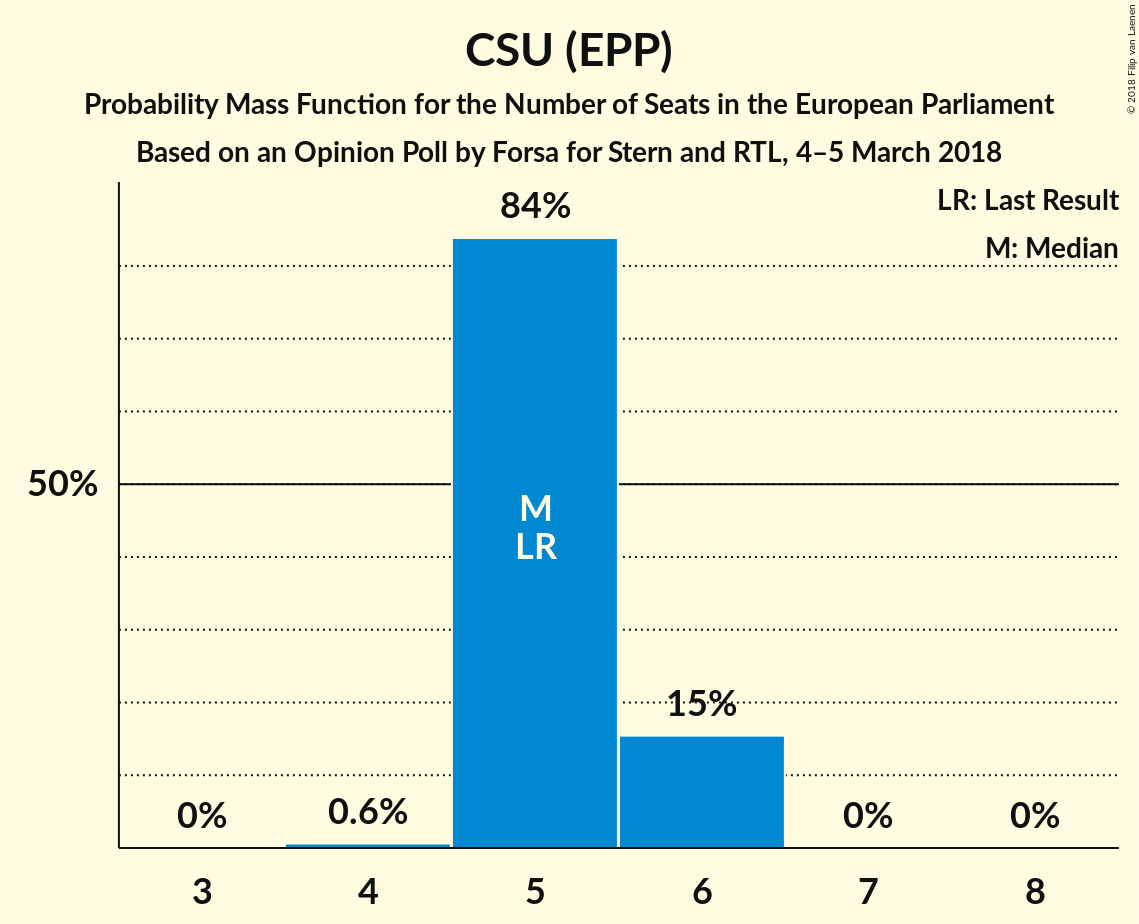 CSU (EPP)
Probability Mass Function for the Number of Seats in the European Parliament
Based on an Opinion Poll by Forsa for Stern and RTL, 4–5 March 2018
© 2018 Filip van Laenen
LR: Last Result
M: Median
84%
50%
M
LR
15%
0%
0.6%
0%
0%
3
4
5
6
7
8